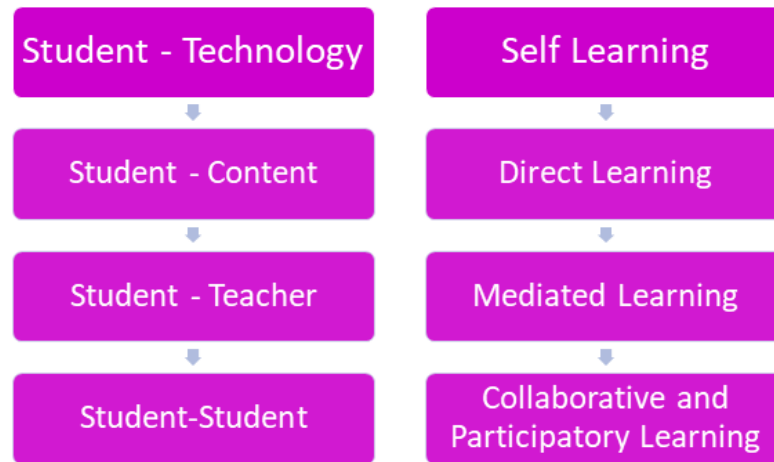 Student - Technology
Student - Content
Student - Teacher
Student-Student
Self Learning
Direct Learning
Mediated Learning
Collaborative and
Participatory Learning